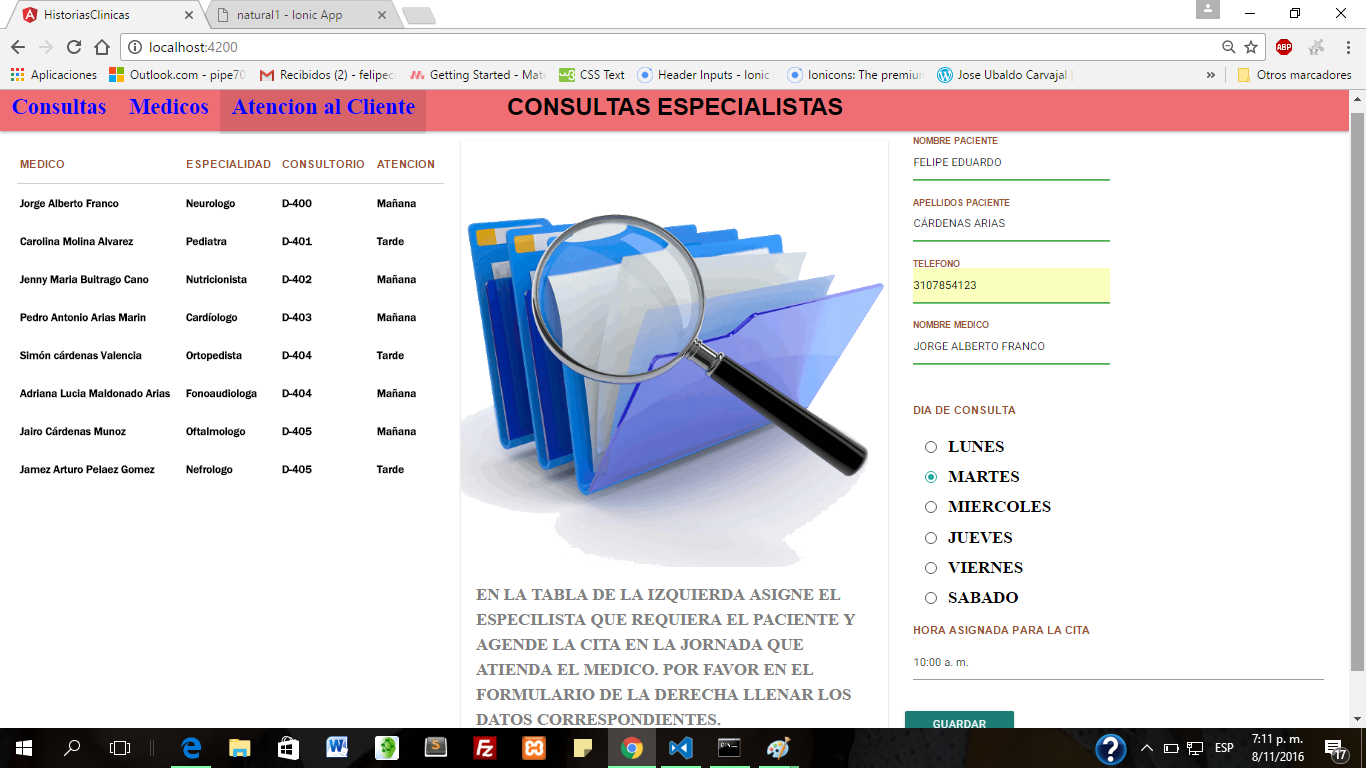 HistoriasClinicas
natural1 - Ionic App
localhost:4200
ABP
Aplicaciones
Outlook.com - pipe70
Recibidos (2) - felipec
Getting Started - Mate
CSS Text
Header Inputs - Ionic
Ionicons: The premium
Jose Ubaldo Carvajal
»
Otros marcadores
Consultas Medicos Atencion al Cliente
CONSULTAS ESPECIALISTAS
MEDICO ESPECIALIDAD CONSULTORIO ATENCION
Jorge Alberto Franco Neurologo D-400 Mañana
Carolina Molina Alvarez Pediatra D-401 Tarde
Jenny Maria Buitrago Cano Nutricionista D-402 Mañana
Pedro Antonio Arias Marin Cardíologo D-403 Mañana
Simón cárdenas Valencia Ortopedista D-404 Tarde
Adriana Lucia Maldonado Arias Fonoaudiologa D-404 Mañana
Jairo Cárdenas Munoz Oftalmologo D-405 Mañana
Jamez Arturo Pelaez Gomez Nefrologo D-405 Tarde
EN LA TABLA DE LA IZQUIERDA ASIGNE EL
ESPECILISTA QUE REQUIERA EL PACIENTE Y
AGENDE LA CITA EN LA JORNADA QUE
ATIENDA EL MEDICO. POR FAVOR EN EL
FORMULARIO DE LA DERECHA LLENAR LOS
DATOS CORRESPONDIENTES.
NOMBRE PACIENTE
FELIPE EDUARDO
APELLIDOS PACIENTE
CÁRDENAS ARIAS
TELEFONO
3107854123
NOMBRE MEDICO
JORGE ALBERTO FRANCO
DIA DE CONSULTA
LUNES
MARTES
MIERCOLES
JUEVES
VIERNES
SABADO
HORA ASIGNADA PARA LA CITA
10:00 a. m.
GUARDAR
ESP
7:11 p. m.
8/11/2016
17